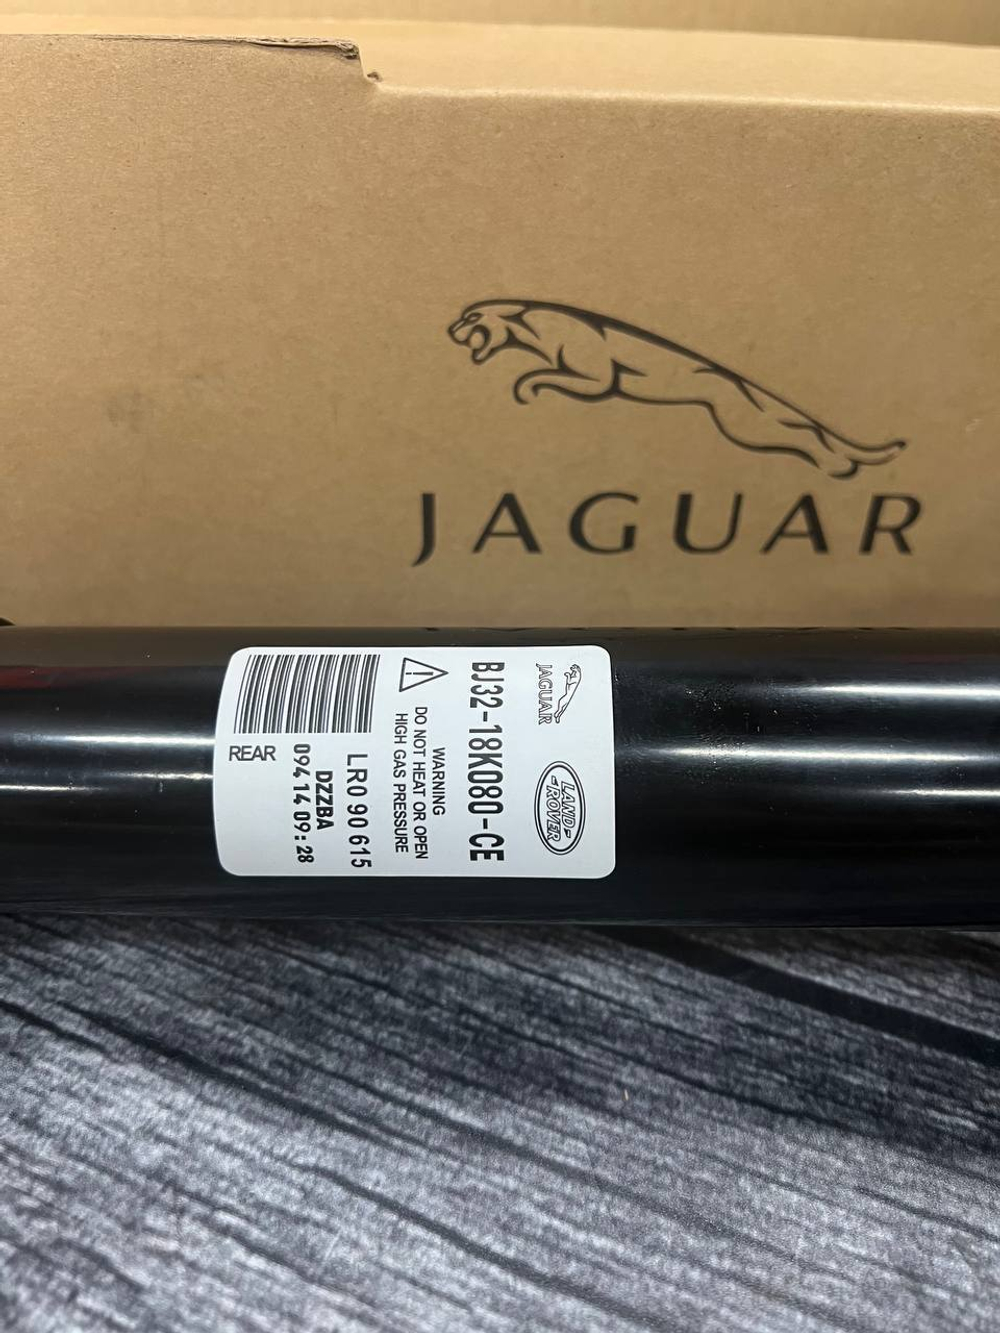 JAGUAR
JAGUAR
LAND-
-ROVER
BJ32-18K080-CE
WARNING
DO NOT HEAT OR OPEN
HIGH GAS PRESSURE
LR0 90 615
DZZBA
094 14 09:28
REAR